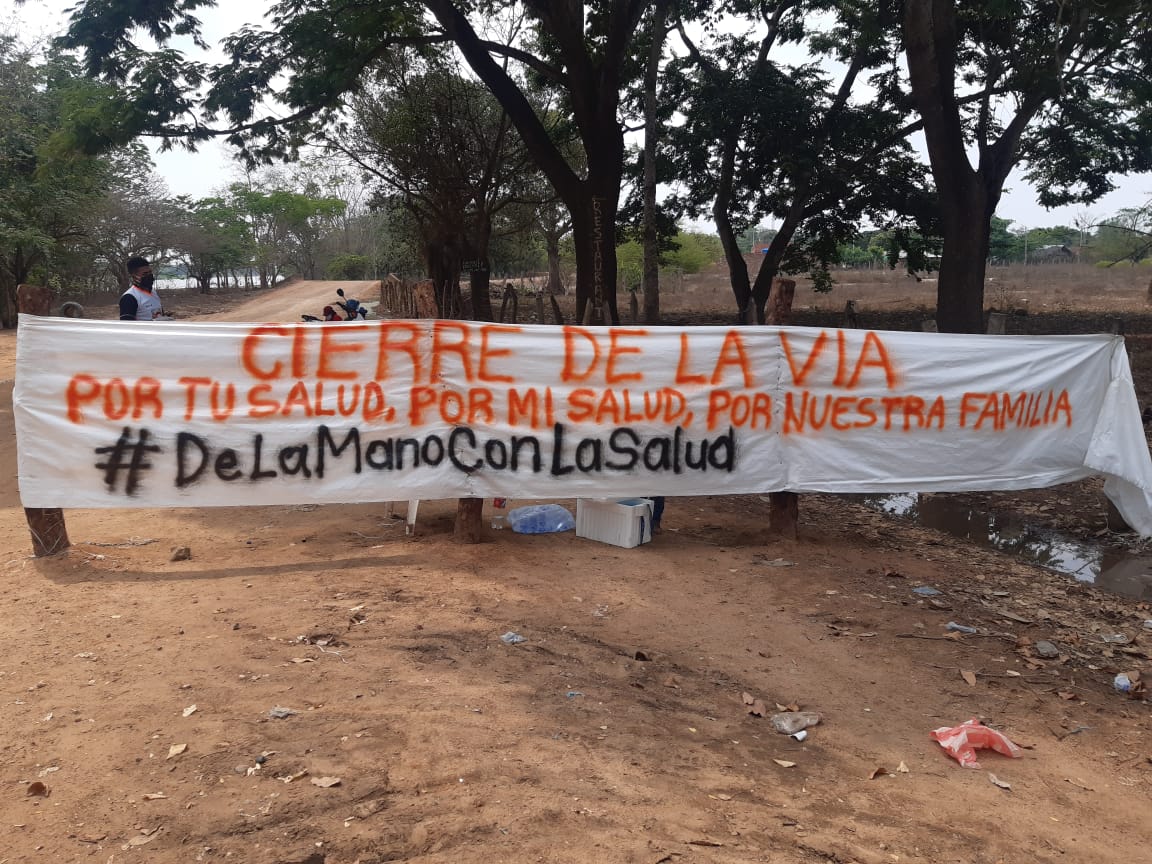 CIERRE DE LA VIA
POR TU SALUD, POR MI SALUD, POR NUESTRA FAMILIA
#DeLaManoConLaSalud